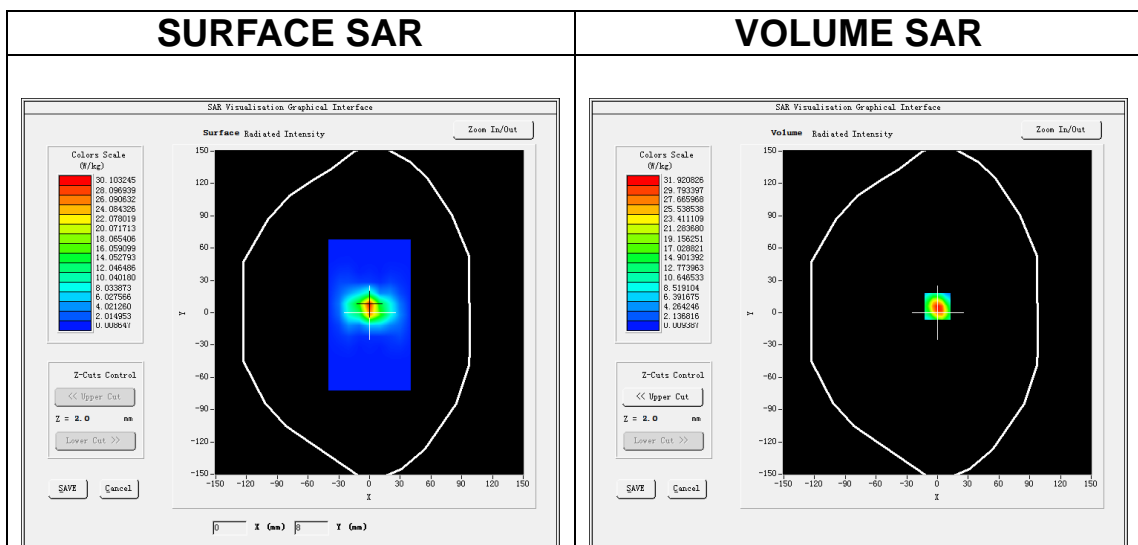 SURFACE SAR
VOLUME SAR
SAR Visualisation Graphical Interface
Surface Radiated Intensity
Zoom In/Out
Colors Scale
(W/kg)
30.103245
28.096939
26.090632
24.084326
22.078019
20.071713
18.065406
16.059099
14.052793
12.046486
10.040180
8.033873
6.027566
4.021260
2.014953
0.008647
150
120
90
60
30
0
-30
-60
-90
-120
-150
Y
-150 -120 -90 -60 -30 0 30 60 90 120 150
X
Z-Cuts Control
<< Upper Cut
Z = 2.0 mm
Lower Cut >>
SAVE Cancel
0 X (mm) 8 Y (mm)
SAR Visualisation Graphical Interface
Volume Radiated Intensity
Zoom In/Out
Colors Scale
(W/kg)
31.920826
29.793397
27.665968
25.538538
23.411109
21.283680
19.156251
17.028821
14.901392
12.773963
10.646533
8.519104
6.391675
4.264246
2.136816
0.009387
150
120
90
60
30
0
-30
-60
-90
-120
-150
Y
-150 -120 -90 -60 -30 0 30 60 90 120 150
X
Z-Cuts Control
<< Upper Cut
Z = 2.0 mm
Lower Cut >>
SAVE Cancel